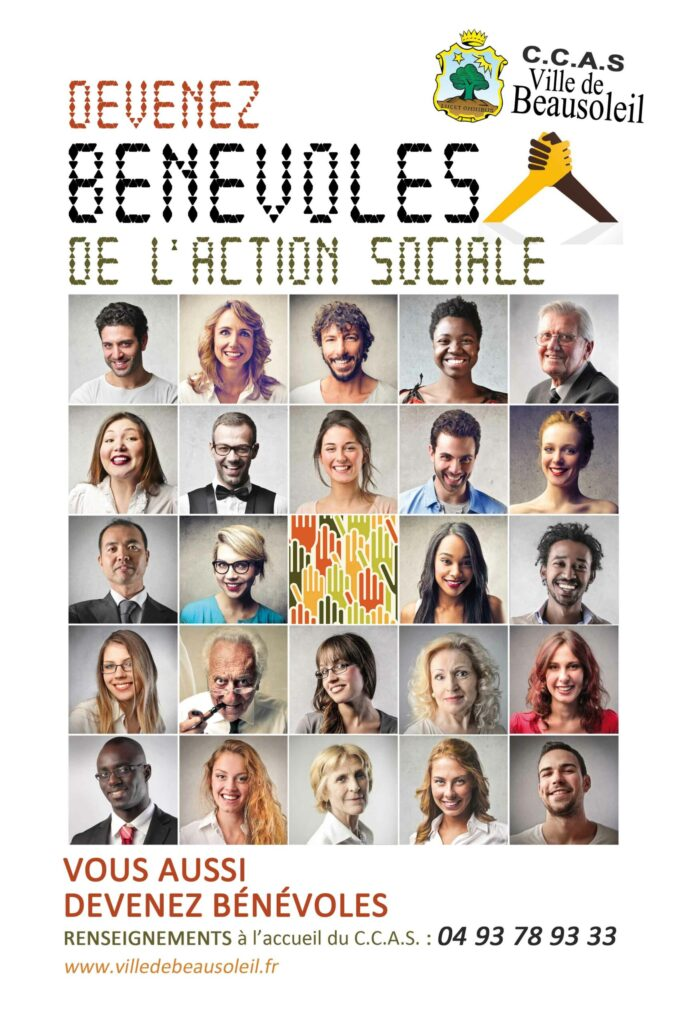 C.C.A.S
Ville de
Beausoleil
DEVENEZ
BENEVOLES
DE L'ACTION SOCIALE
VOUS AUSSI
DEVENEZ BÉNÉVOLES
RENSEIGNEMENTS à l'accueil du C.C.A.S. : 04 93 78 93 33
www.villedebeausoleil.fr